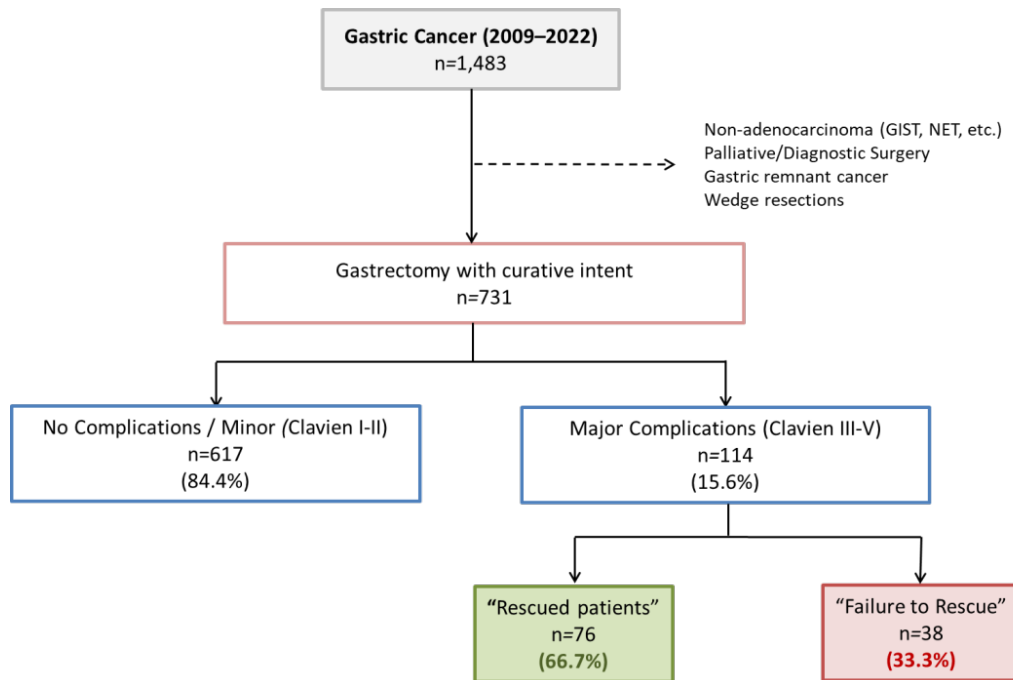 Gastric Cancer (2009–2022)
n=1,483
Non-adenocarcinoma (GIST, NET, etc.)
Palliative/Diagnostic Surgery
Gastric remnant cancer
Wedge resections
Gastrectomy with curative intent
n=731
No Complications / Minor (Clavien I-II)
n=617
(84.4%)
Major Complications (Clavien III-V)
n=114
(15.6%)
“Rescued patients”
n=76
(66.7%)
“Failure to Rescue”
n=38
(33.3%)